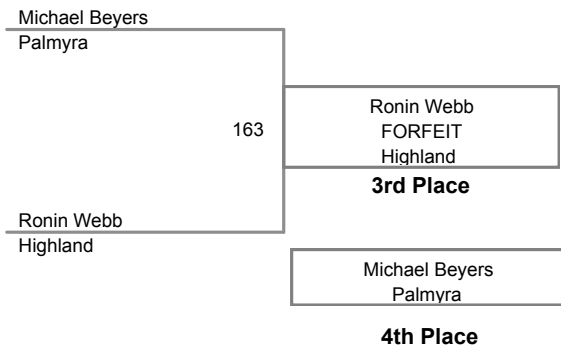 Michael Beyers
Palmyra
163
Ronin Webb
FORFEIT
Highland
3rd Place
Ronin Webb
Highland
Michael Beyers
Palmyra
4th Place